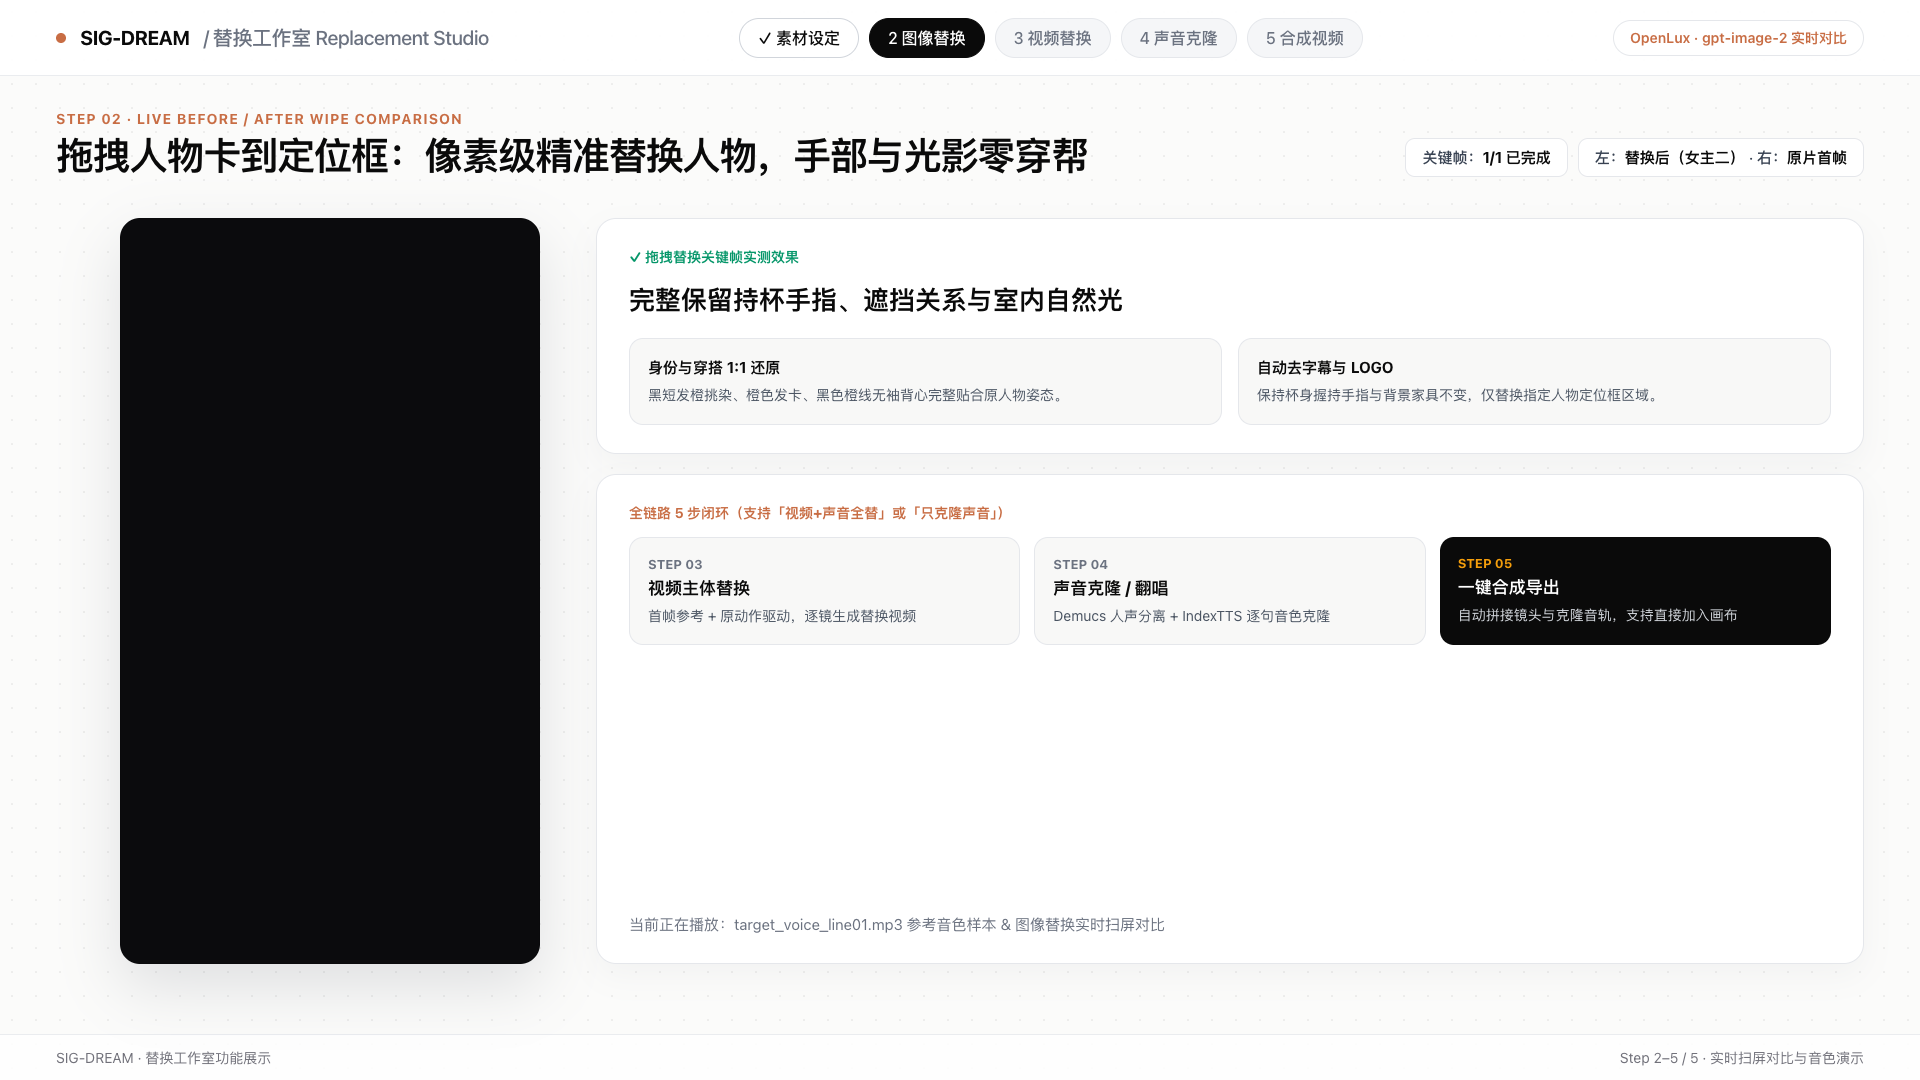 SIG-DREAM / 替换工作室 Replacement Studio
✓ 素材设定
2 图像替换
3 视频替换
4 声音克隆
5 合成视频
OpenLux · gpt-image-2 实时对比
STEP 02 · LIVE BEFORE / AFTER WIPE COMPARISON
拖拽人物卡到定位框：像素级精准替换人物，手部与光影零穿帮
关键帧：1/1 已完成
左：替换后（女主二） · 右：原片首帧
✓ 拖拽替换关键帧实测效果
完整保留持杯手指、遮挡关系与室内自然光
身份与穿搭 1:1 还原
黑短发橙挑染、橙色发卡、黑色橙线无袖背心完整贴合原人物姿态。
自动去字幕与 LOGO
保持杯身握持手指与背景家具不变，仅替换指定人物定位框区域。
全链路 5 步闭环（支持「视频+声音全替」或「只克隆声音」）
STEP 03
视频主体替换
首帧参考 + 原动作驱动，逐镜生成替换视频
STEP 04
声音克隆 / 翻唱
Demucs 人声分离 + IndexTTS 逐句音色克隆
STEP 05
一键合成导出
自动拼接镜头与克隆音轨，支持直接加入画布
当前正在播放：target_voice_line01.mp3 参考音色样本 & 图像替换实时扫屏对比
SIG-DREAM · 替换工作室功能展示
Step 2–5 / 5 · 实时扫屏对比与音色演示